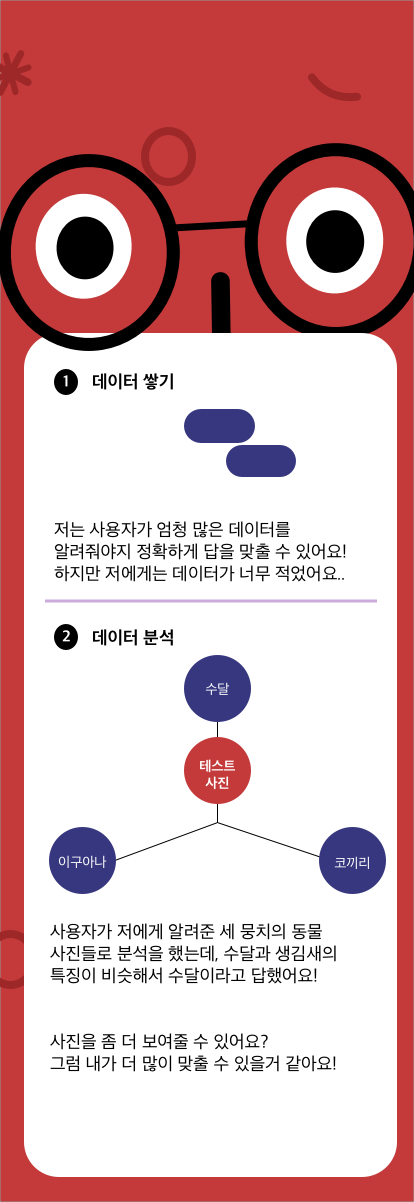 1 데이터 쌓기
저는 사용자가 엄청 많은 데이터를
알려줘야지 정확하게 답을 맞출 수 있어요!
하지만 저에게는 데이터가 너무 적었어요..
2 데이터 분석
수달
테스트
사진
이구아나
코끼리
사용자가 저에게 알려준 세 뭉치의 동물
사진들로 분석을 했는데, 수달과 생김새의
특징이 비슷해서 수달이라고 답했어요!
사진을 좀 더 보여줄 수 있어요?
그럼 내가 더 많이 맞출 수 있을거 같아요!